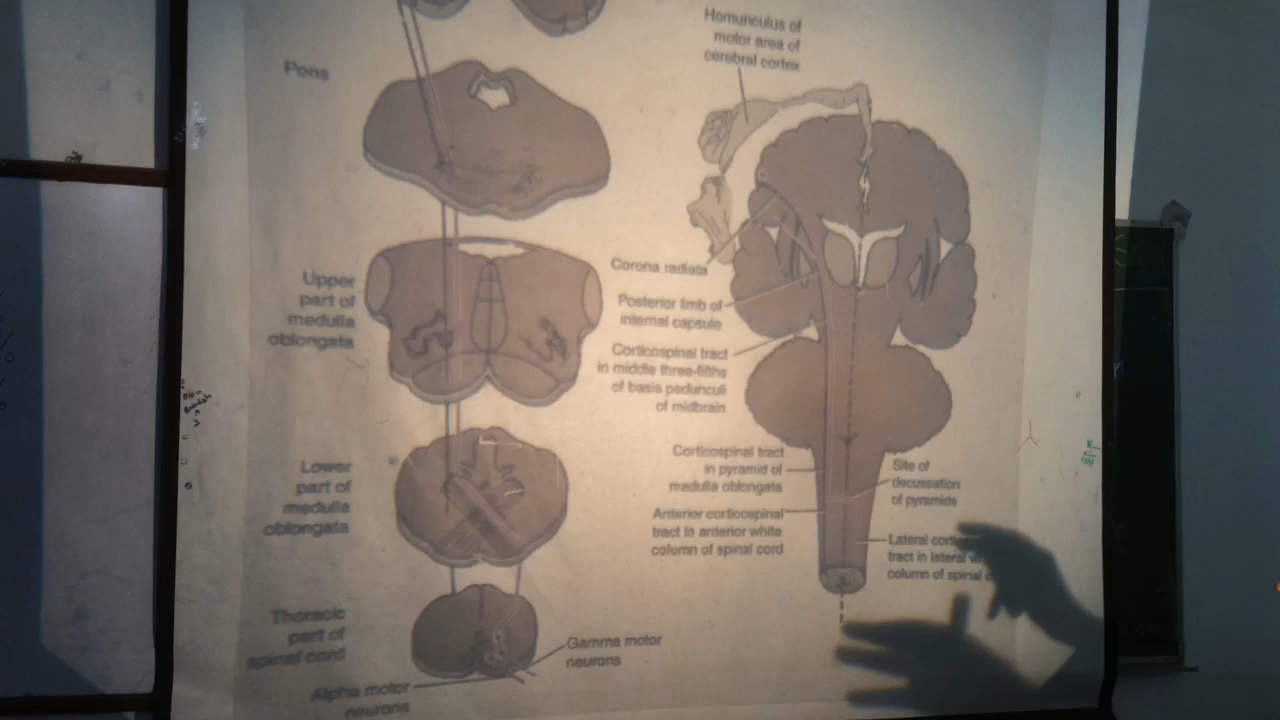 Homunculus of
motor area of
cerebral cortex
Pons
Corona radiata
Upper
part of
medulla
oblongata
Posterior limb of
internal capsule
Corticospinal tract
in middle three-fifths
of basis pedunculi
of midbrain
Lower
part of
medulla
oblongata
Corticospinal tract
in pyramid of
medulla oblongata
Site of
decussation
of pyramids
Anterior corticospinal
tract in anterior white
column of spinal cord
Lateral
tract in lateral
column of spinal
Thoracic
part of
spinal cord
Gamma motor
neurons
Alpha motor
neurons